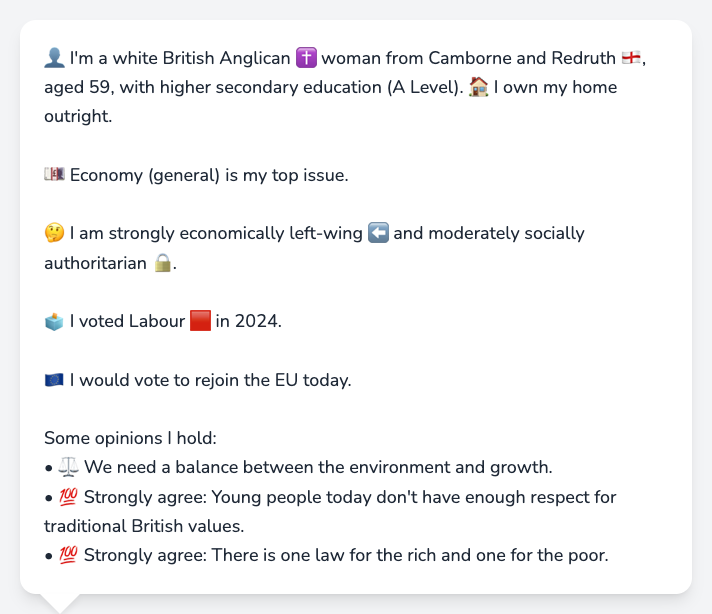 👤 I'm a white British Anglican ✝️ woman from Camborne and Redruth 🏴󠁧󠁢󠁥󠁮󠁧󠁿,
aged 59, with higher secondary education (A Level). 🏠 I own my home
outright.
💷 Economy (general) is my top issue.
🤔 I am strongly economically left-wing ⬅️ and moderately socially
authoritarian 🔒.
🗳️ I voted Labour 🟥 in 2024.
🇪🇺 I would vote to rejoin the EU today.
Some opinions I hold:
• ⚖️ We need a balance between the environment and growth.
• 💯 Strongly agree: Young people today don't have enough respect for
traditional British values.
• 💯 Strongly agree: There is one law for the rich and one for the poor.